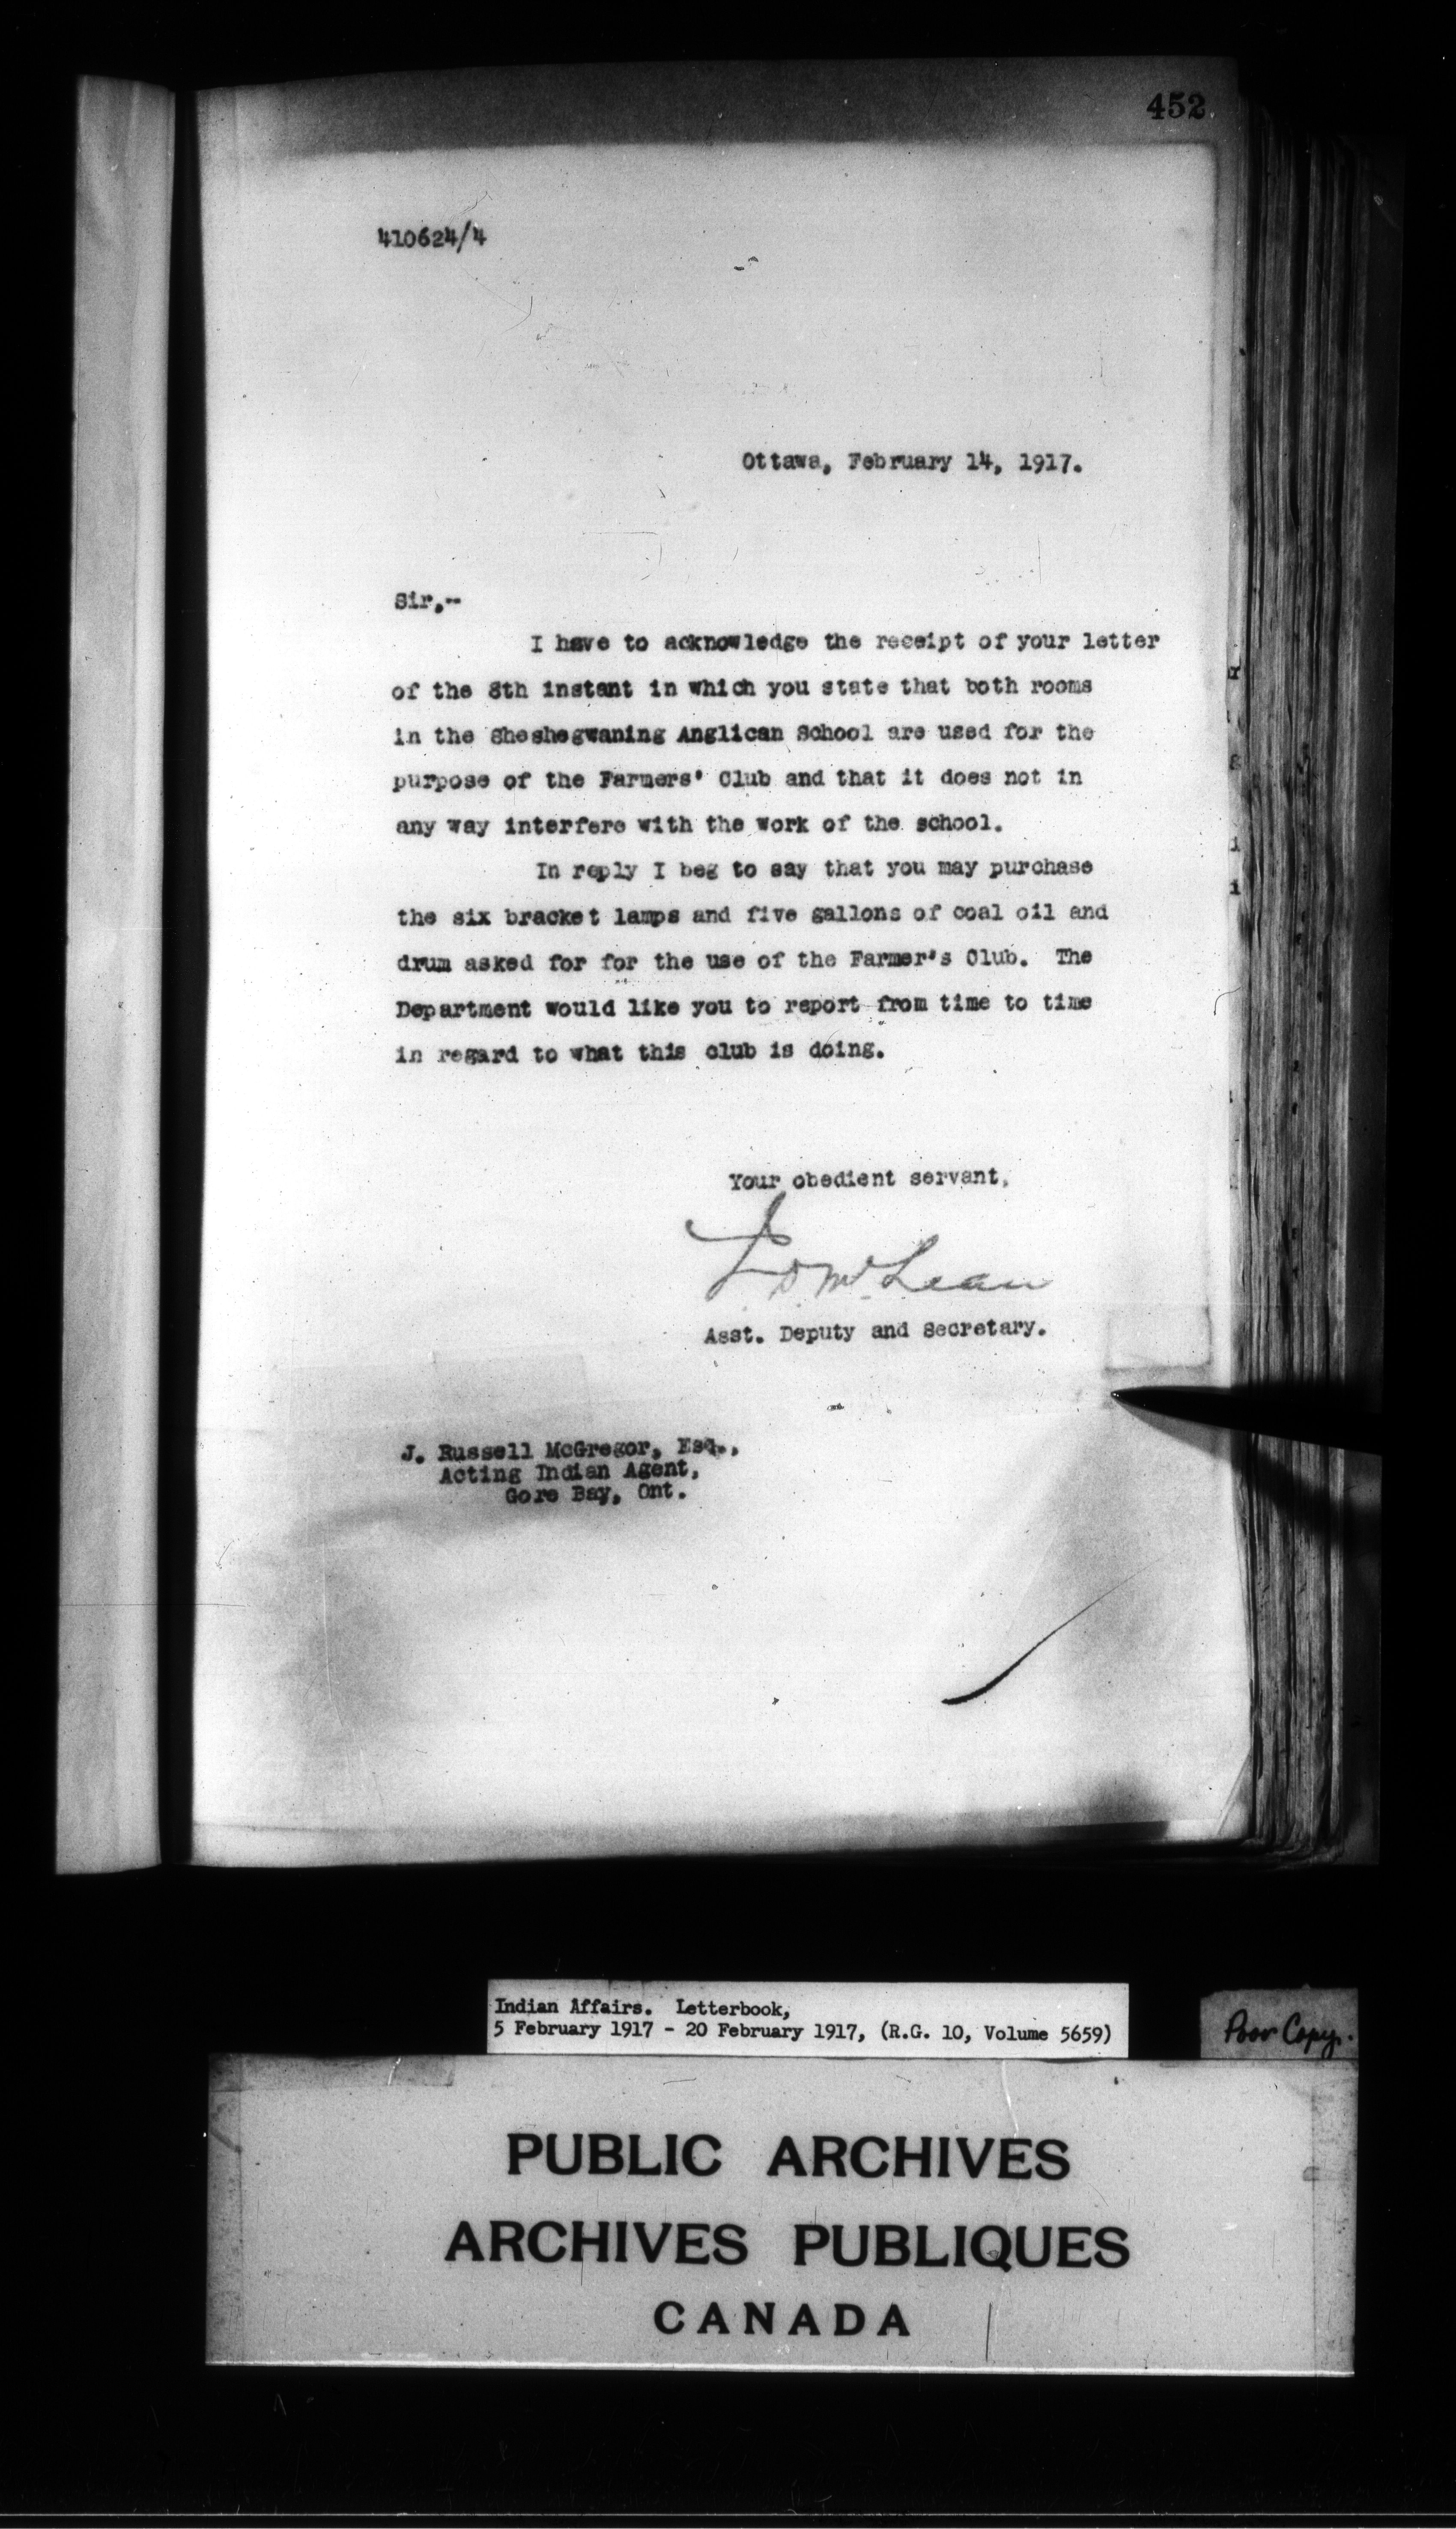 452
410624/4
Ottawa, February 14, 1917.
Sir,--
I have to acknowledge the receipt of your letter
of the 8th instant in which you state that both rooms
in the Sheshegwaning Anglican School are used for the
purpose of the Farmers' Club and that it does not in
any way interfere with the work of the school.
In reply I beg to say that you may purchase
the six bracket lamps and five gallons of coal oil and
drum asked for for the use of the Farmer's Club. The
Department would like you to report from time to time
in regard to what this club is doing.
Your obedient servant,
J D McLean
Asst. Deputy and Secretary.
J. Russell McGregor, Esq.,
Acting Indian Agent,
Gore Bay, Ont.
Indian Affairs. Letterbook,
5 February 1917 - 20 February 1917, (R.G. 10, Volume 5659)
Poor Copy.
PUBLIC ARCHIVES
ARCHIVES PUBLIQUES
CANADA